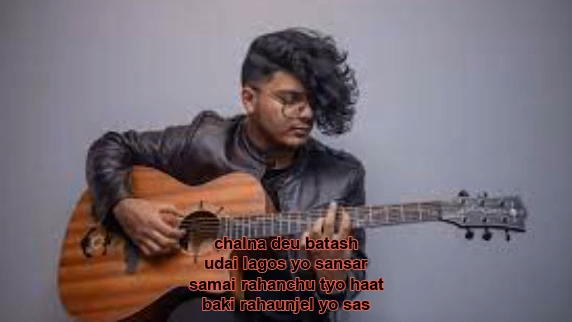 chalna deu batash
udai lagos yo sansar
samai rahanchu tyo haat
baki rahaunjel yo sas